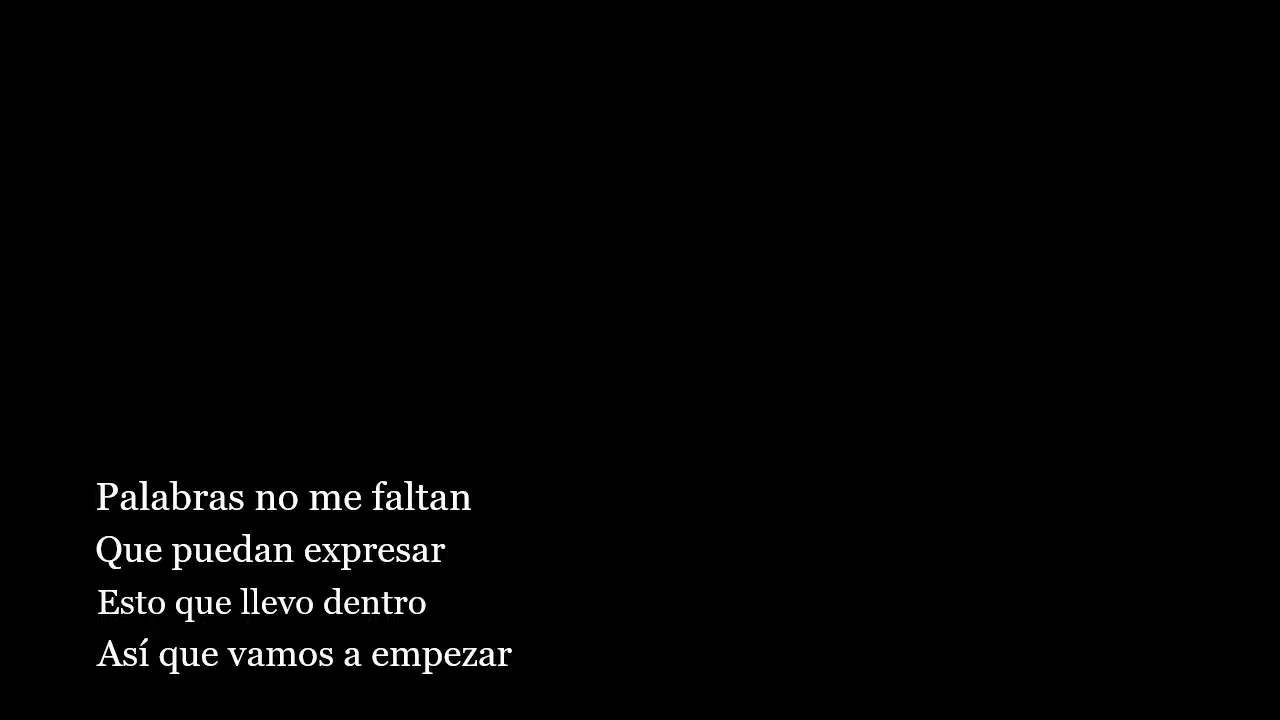 Palabras no me faltan
Que puedan expresar
Esto que llevo dentro
Así que vamos a empezar